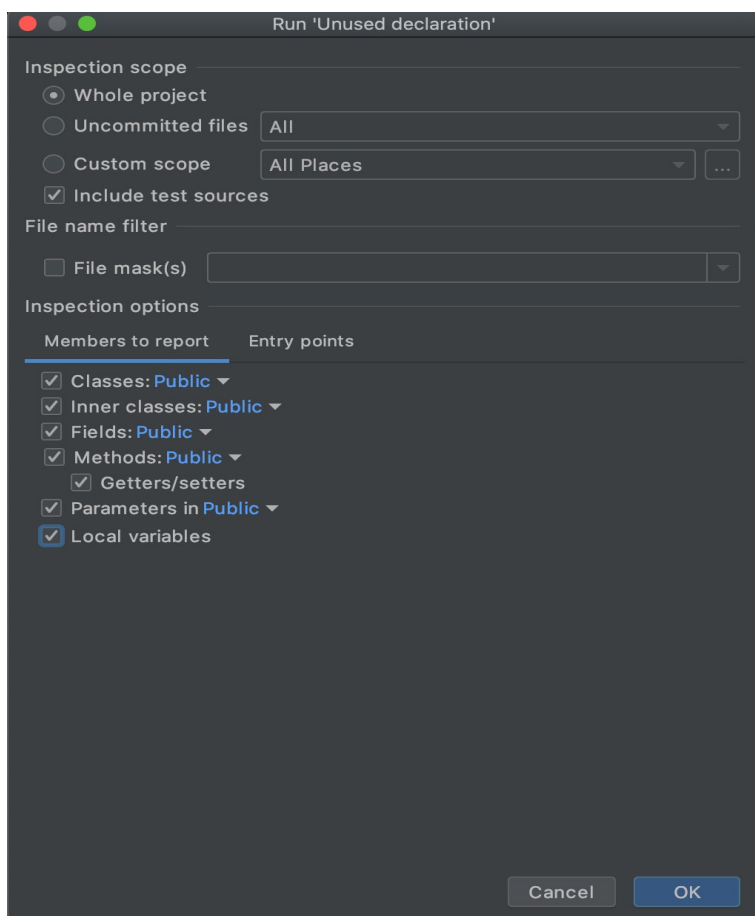 Run 'Unused declaration'
Inspection scope
Whole project
Uncommitted files All
Custom scope All Places ...
Include test sources
File name filter
File mask(s)
Inspection options
Members to report Entry points
Classes: Public
Inner classes: Public
Fields: Public
Methods: Public
Getters/setters
Parameters in Public
Local variables
Cancel OK